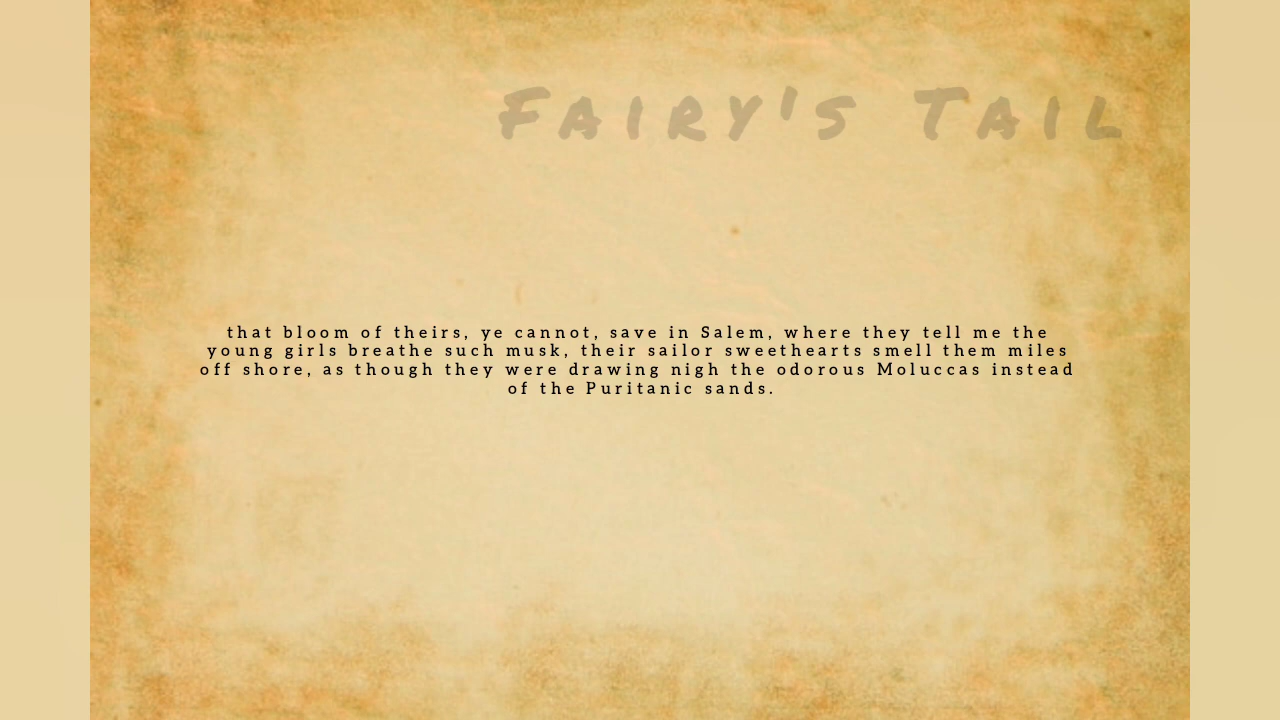 Fairy's Tail
that bloom of theirs, ye cannot, save in Salem, where they tell me the
young girls breathe such musk, their sailor sweethearts smell them miles
off shore, as though they were drawing nigh the odorous Moluccas instead
of the Puritanic sands.